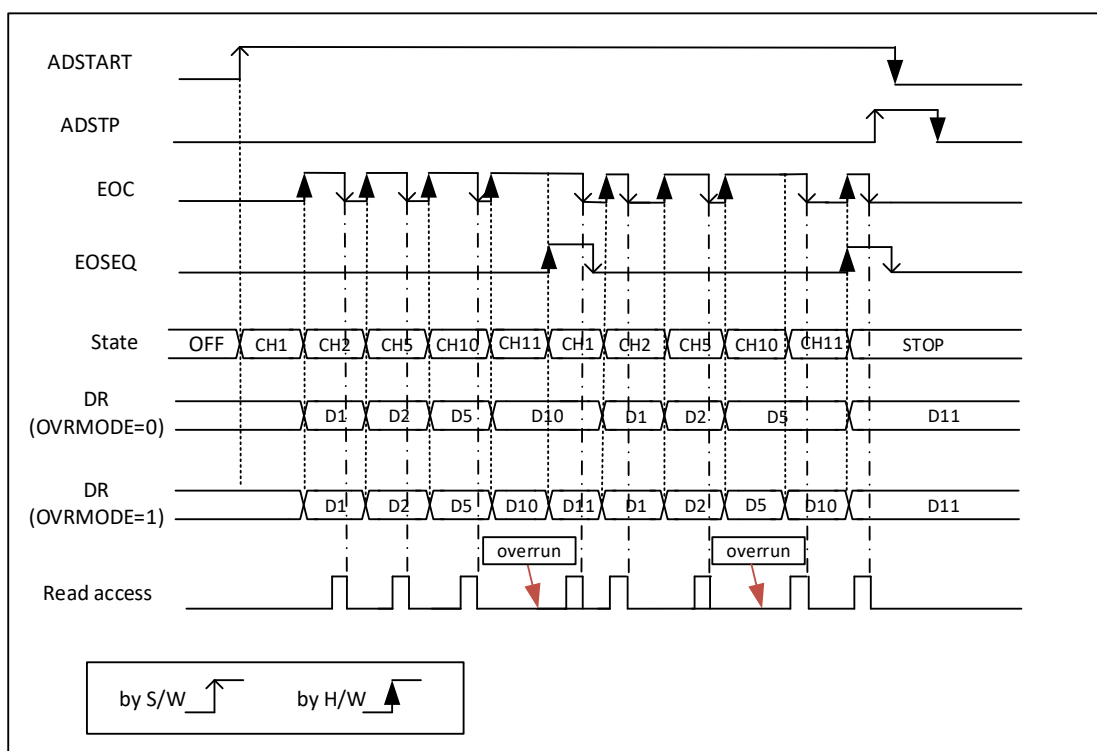 ADSTART
ADSTP
EOC
EOSEQ
State OFF CH1 CH2 CH5 CH10 CH11 CH1 CH2 CH5 CH10 CH11 STOP
DR
(OVRMODE=0) D1 D2 D5 D10 D1 D2 D5 D11
DR
(OVRMODE=1) D1 D2 D5 D10 D11 D1 D2 D5 D10 D11
overrun overrun
Read access
by S/W by H/W